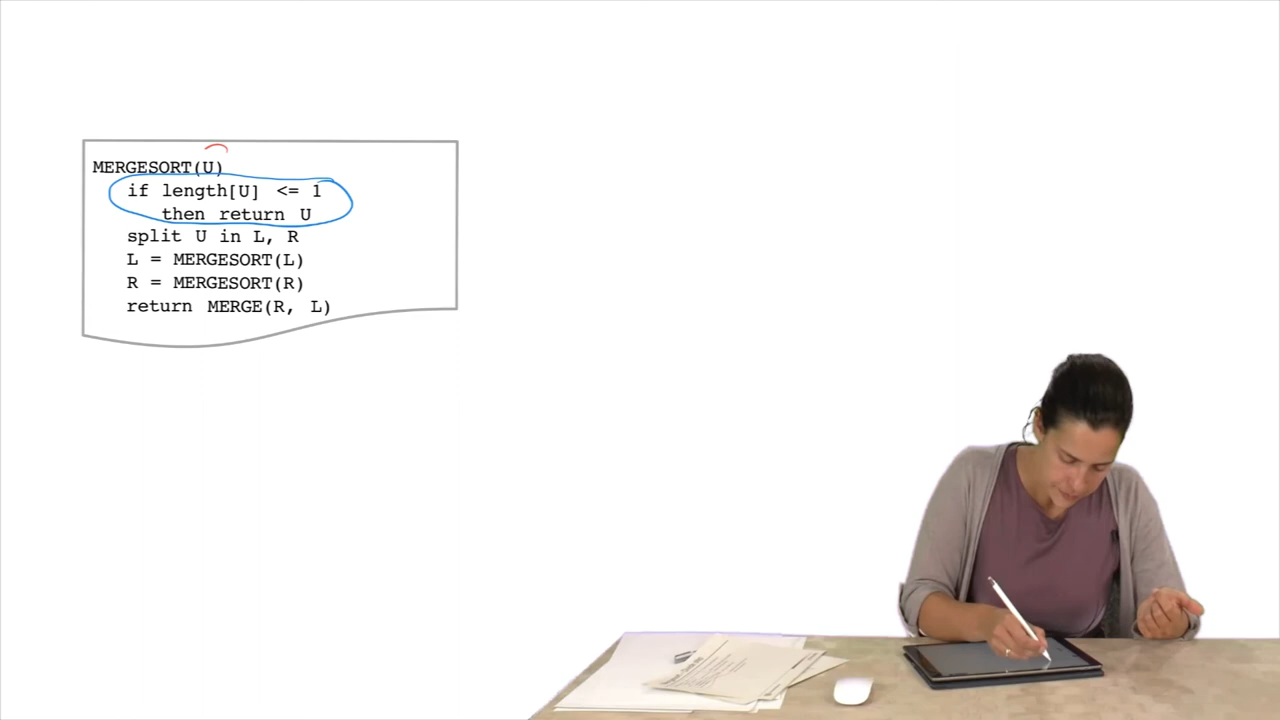 MERGESORT(U)
if length[U] <= 1
then return U
split U in L, R
L = MERGESORT(L)
R = MERGESORT(R)
return MERGE(R, L)